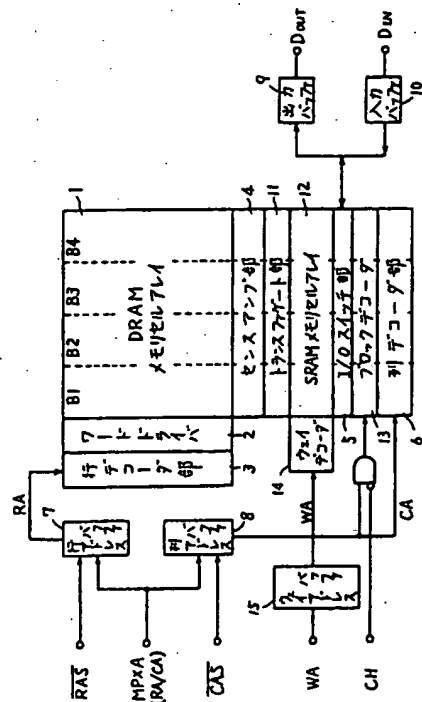 RAS
MPXA
(RA/CA)
CAS
WA
CH
7
行アドレスバッファ
8
列アドレスバッファ
15
ウェイアドレスバッファ
RA
WA
CA
行デコーダ部
3
ワードドライバ
2
B1
B2
B3
B4
1
DRAM
メモリセルアレイ
センスアンプ部
4
トランスファゲート部
11
SRAMメモリセルアレイ
12
14
ウェイ
デコーダ
I/Oスイッチ部
5
ブロックデコーダ
13
列デコーダ部
6
9
出力
バッファ
DOUT
10
入力
バッファ
DIN